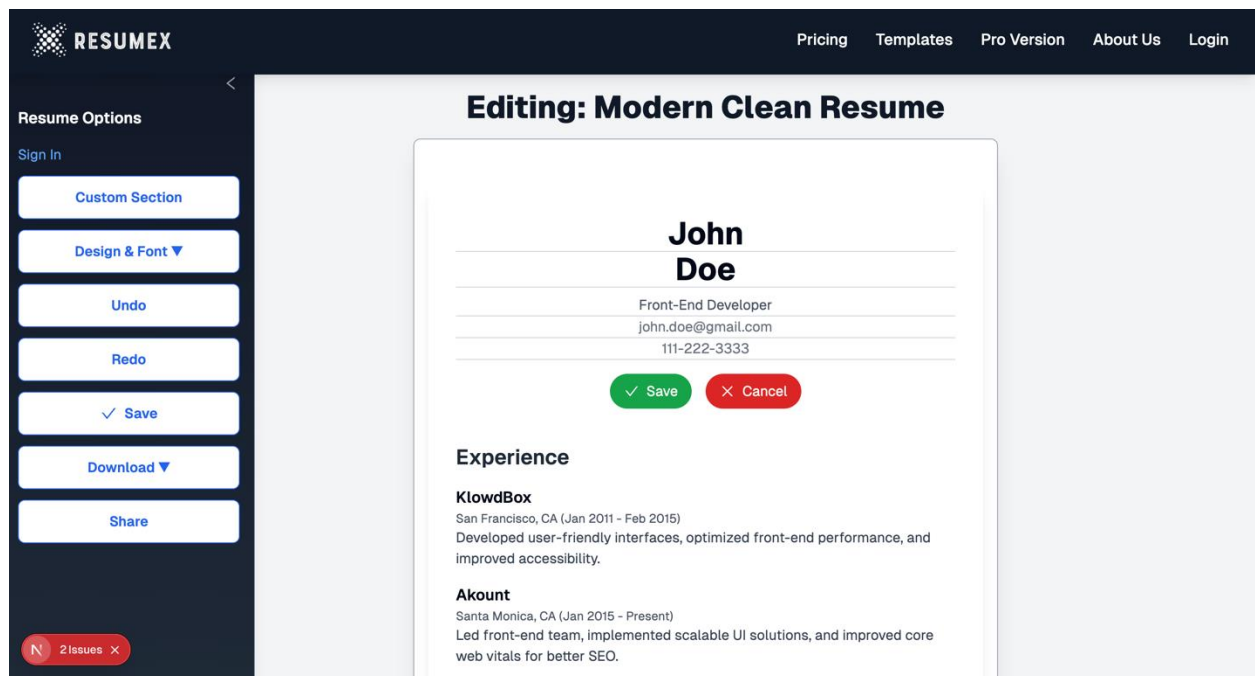 RESUMEX
Pricing Templates Pro Version About Us Login
Resume Options
Sign In
Custom Section
Design & Font ▼
Undo
Redo
✓ Save
Download ▼
Share
N 2 Issues ×
Editing: Modern Clean Resume
John
Doe
Front-End Developer
john.doe@gmail.com
111-222-3333
✓ Save × Cancel
Experience
KlowdBox
San Francisco, CA (Jan 2011 - Feb 2015)
Developed user-friendly interfaces, optimized front-end performance, and
improved accessibility.
Akount
Santa Monica, CA (Jan 2015 - Present)
Led front-end team, implemented scalable UI solutions, and improved core
web vitals for better SEO.